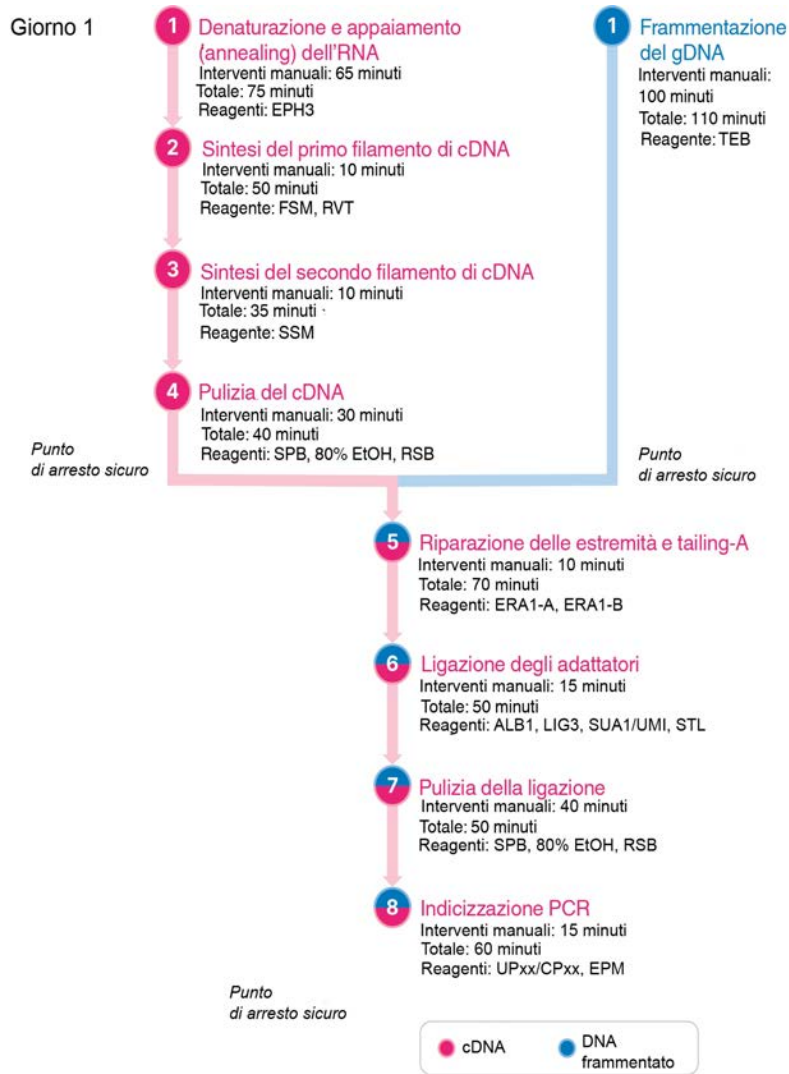 Giorno 1
1
Denaturazione e appaiamento
(annealing) dell'RNA
Interventi manuali: 65 minuti
Totale: 75 minuti
Reagenti: EPH3
2
Sintesi del primo filamento di cDNA
Interventi manuali: 10 minuti
Totale: 50 minuti
Reagente: FSM, RVT
3
Sintesi del secondo filamento di cDNA
Interventi manuali: 10 minuti
Totale: 35 minuti
Reagente: SSM
4
Pulizia del cDNA
Interventi manuali: 30 minuti
Totale: 40 minuti
Reagenti: SPB, 80% EtOH, RSB
Punto
di arresto sicuro
1
Frammentazione
del gDNA
Interventi manuali:
100 minuti
Totale: 110 minuti
Reagente: TEB
Punto
di arresto sicuro
5
Riparazione delle estremità e tailing-A
Interventi manuali: 10 minuti
Totale: 70 minuti
Reagenti: ERA1-A, ERA1-B
6
Ligazione degli adattatori
Interventi manuali: 15 minuti
Totale: 50 minuti
Reagenti: ALB1, LIG3, SUA1/UMI, STL
7
Pulizia della ligazione
Interventi manuali: 40 minuti
Totale: 50 minuti
Reagenti: SPB, 80% EtOH, RSB
8
Indicizzazione PCR
Interventi manuali: 15 minuti
Totale: 60 minuti
Reagenti: UPxx/CPxx, EPM
Punto
di arresto sicuro
cDNA
DNA
frammentato